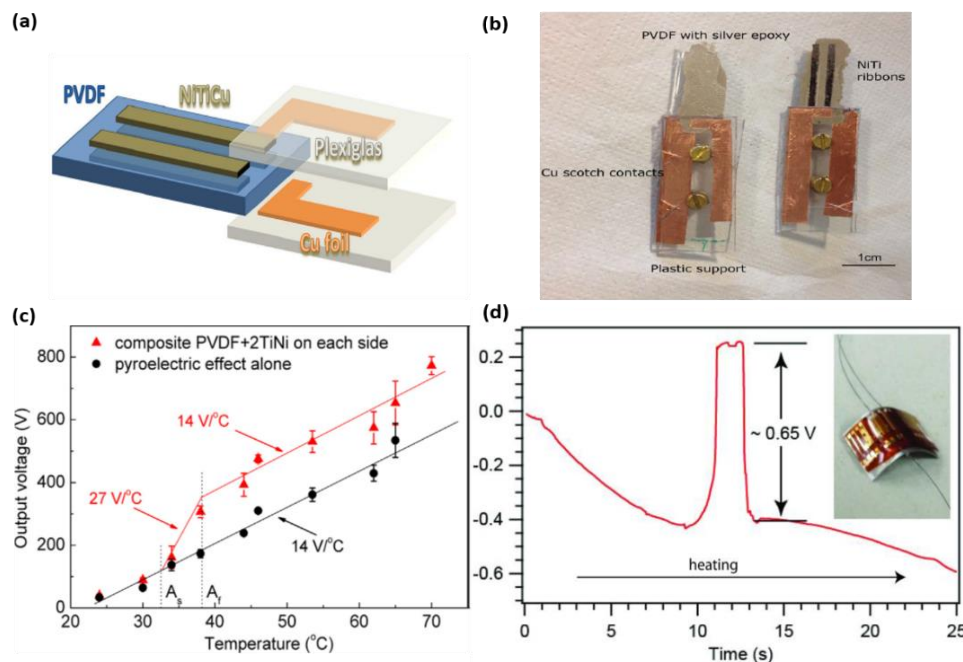 (a)
PVDF
NiTiCu
Plexiglas
Cu foil
(b)
PVDF with silver epoxy
NiTi
ribbons
Cu scotch contacts
Plastic support
1cm
(c)
composite PVDF+2TiNi on each side
pyroelectric effect alone
14 V/°C
27 V/°C
14 V/°C
As
Af
800
600
400
200
0
20
30
40
50
60
70
Output voltage (V)
Temperature (°C)
(d)
0.2
0.0
-0.2
-0.4
-0.6
~ 0.65 V
heating
0
5
10
15
20
25
Time (s)